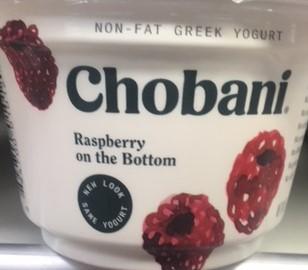 NON-FAT GREEK YOGURT
Chobani
Raspberry
on the Bottom
NEW LOOK
SAME YOGURT